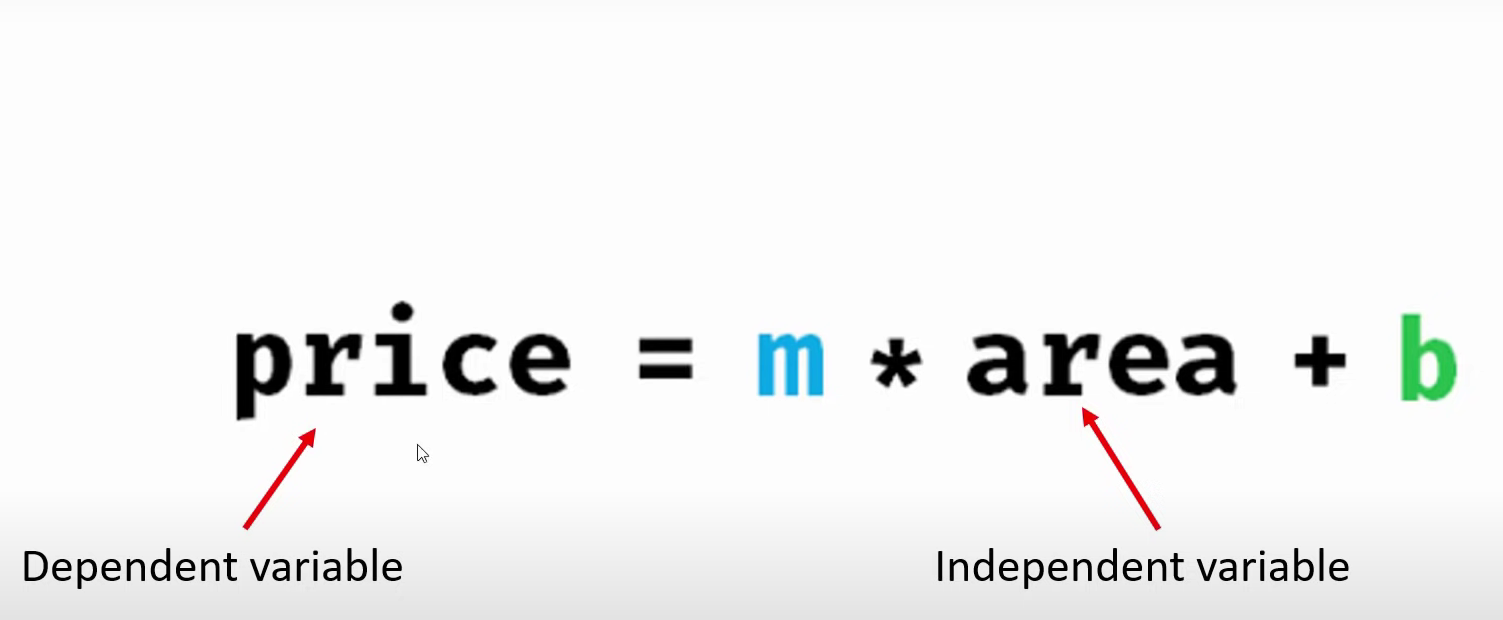 price = m * area + b
Dependent variable
Independent variable